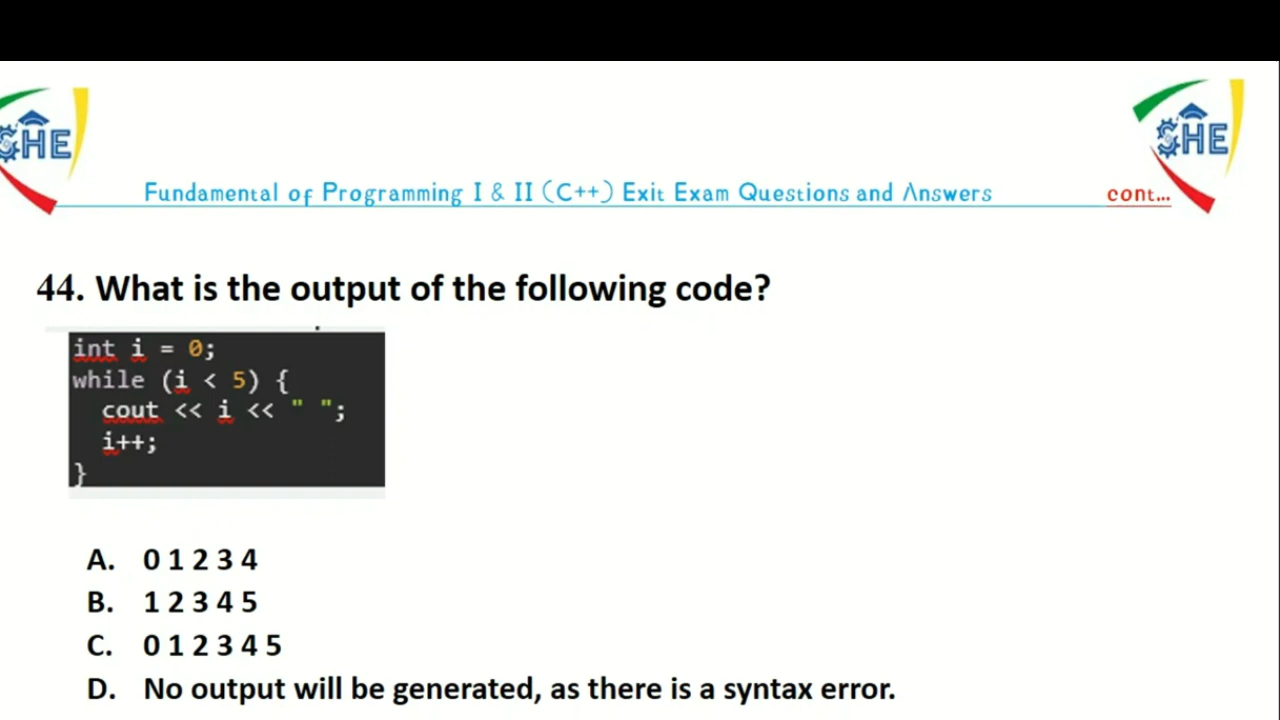 SHE
SHE
Fundamental of Programming I & II (C++) Exit Exam Questions and Answers cont...
44. What is the output of the following code?
int i = 0;
while (i < 5) {
cout << i << " ";
i++;
}
A. 0 1 2 3 4
B. 1 2 3 4 5
C. 0 1 2 3 4 5
D. No output will be generated, as there is a syntax error.